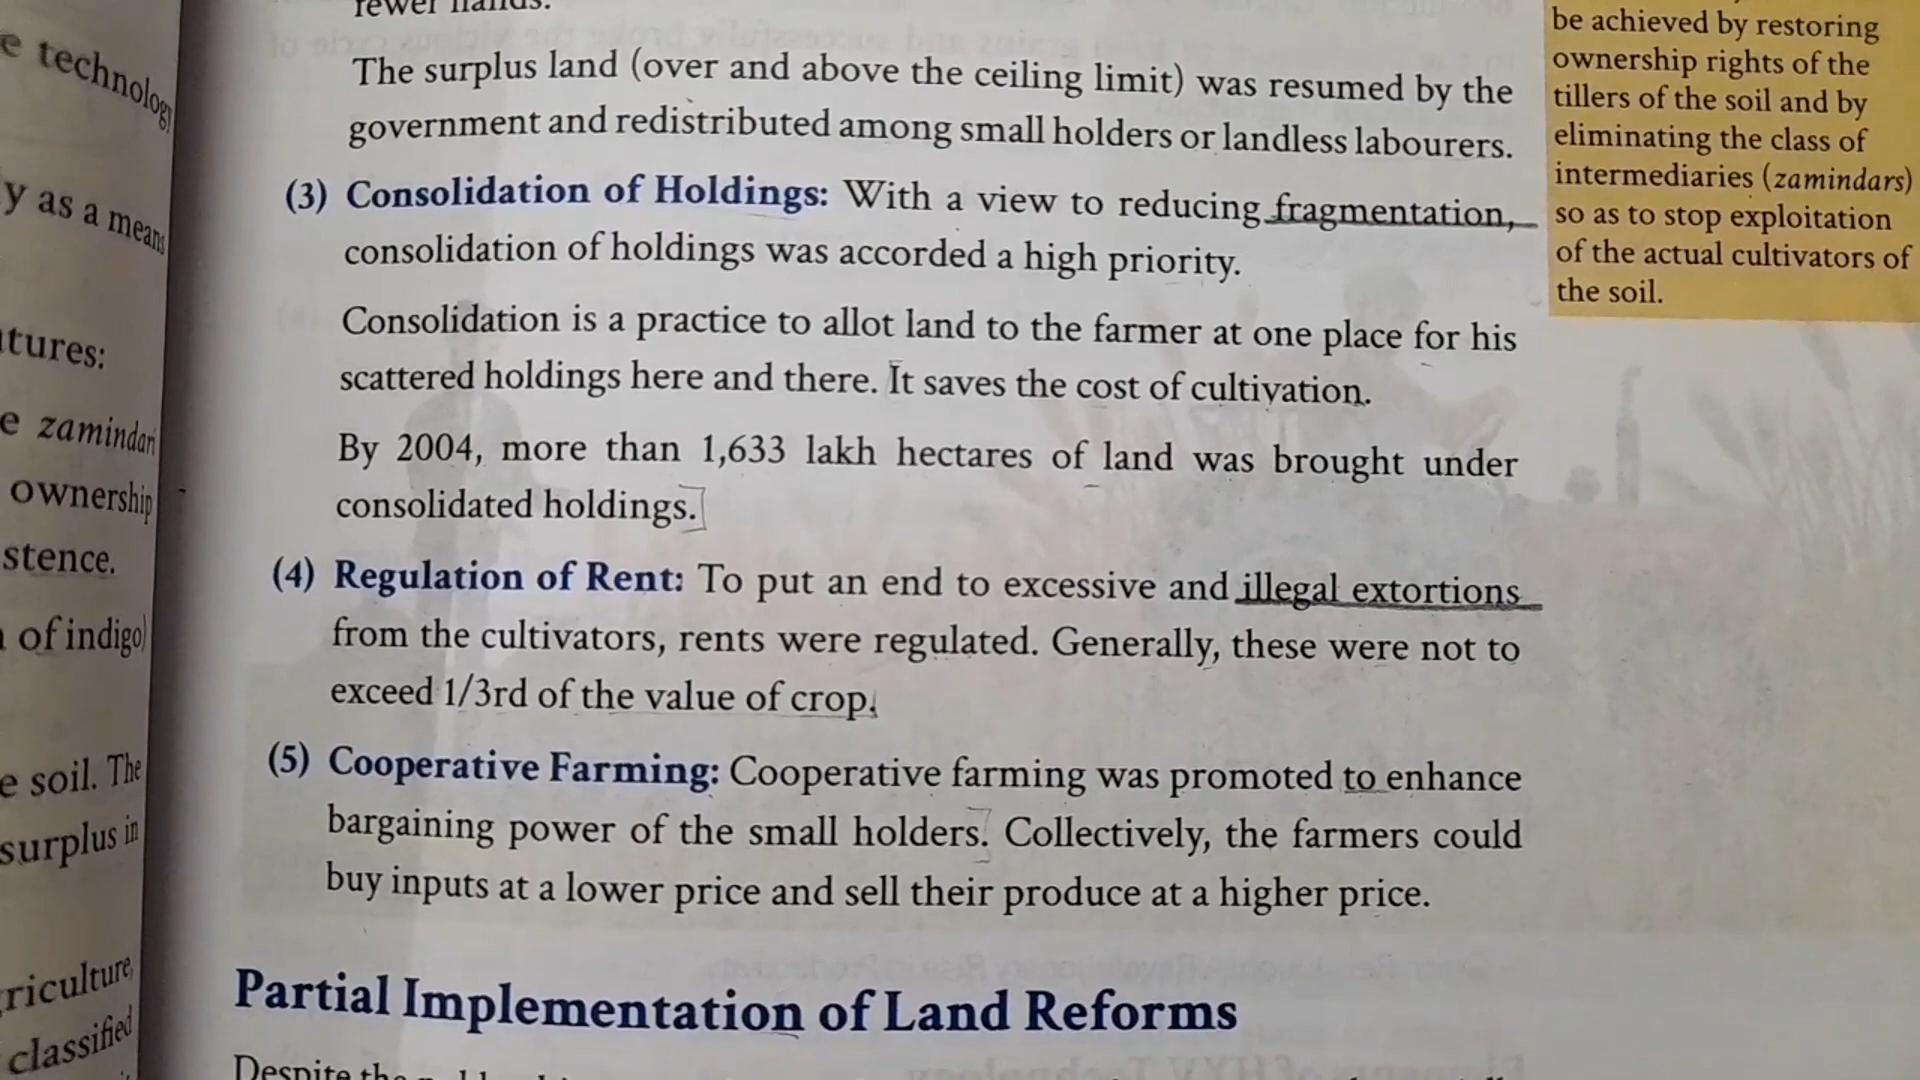 fewer hands.
The surplus land (over and above the ceiling limit) was resumed by the
government and redistributed among small holders or landless labourers.
(3) Consolidation of Holdings: With a view to reducing fragmentation,
consolidation of holdings was accorded a high priority.
Consolidation is a practice to allot land to the farmer at one place for his
scattered holdings here and there. It saves the cost of cultivation.
By 2004, more than 1,633 lakh hectares of land was brought under
consolidated holdings.
(4) Regulation of Rent: To put an end to excessive and illegal extortions
from the cultivators, rents were regulated. Generally, these were not to
exceed 1/3rd of the value of crop.
(5) Cooperative Farming: Cooperative farming was promoted to enhance
bargaining power of the small holders. Collectively, the farmers could
buy inputs at a lower price and sell their produce at a higher price.
Partial Implementation of Land Reforms
Despite the
be achieved by restoring
ownership rights of the
tillers of the soil and by
eliminating the class of
intermediaries (zamindars)
so as to stop exploitation
of the actual cultivators of
the soil.
technology
y as a means
tures:
e zamindari
ownership
stence.
of indigo)
e soil. The
surplus in
riculture,
classified